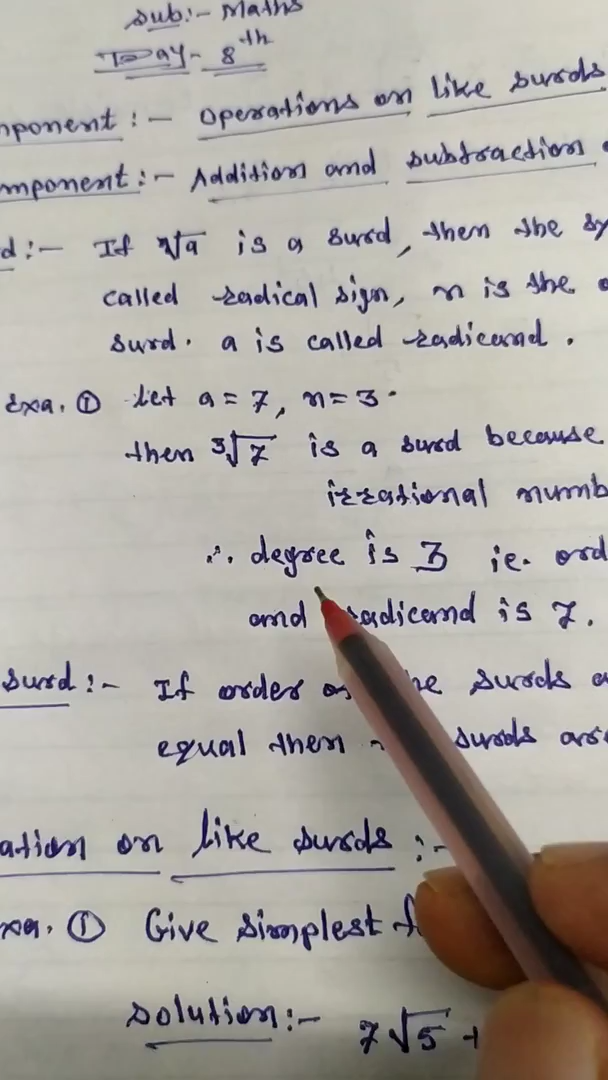 Sub:- Maths
Day- 8th
mponent :- Operations on like surds
mponent:- Addition and subtraction
d:- If ⁿ√a is a surd, then the sy
called radical sign, n is the
surd. a is called radicand.
Exa. ① Let a = 7, n = 3.
then ³√7 is a surd because
irrational numb
∴ degree is 3 ie. ord
and radicand is 7.
surd :- If order the surds a
equal then surds are
ation on like surds :-
xa. ① Give simplest f
Solution:- 7√5 +